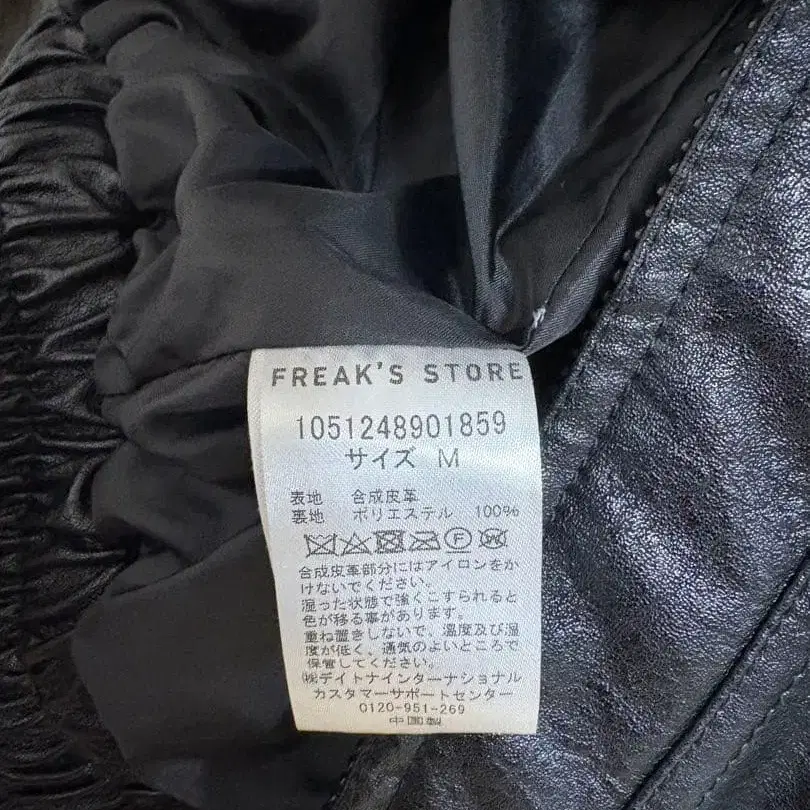 FREAK'S STORE
1051248901859
サイズ M
表地 合成皮革
裏地 ポリエステル 100%
合成皮革部分にはアイロンをか
けないでください。
湿った状態で強くこすられると
色が移る事があります。
重ね置きしないで、温度及び湿
度が低く、通気のよいところで
保管してください。
㈱デイトナインターナショナル
カスタマーサポートセンター
0120-951-269
中国製